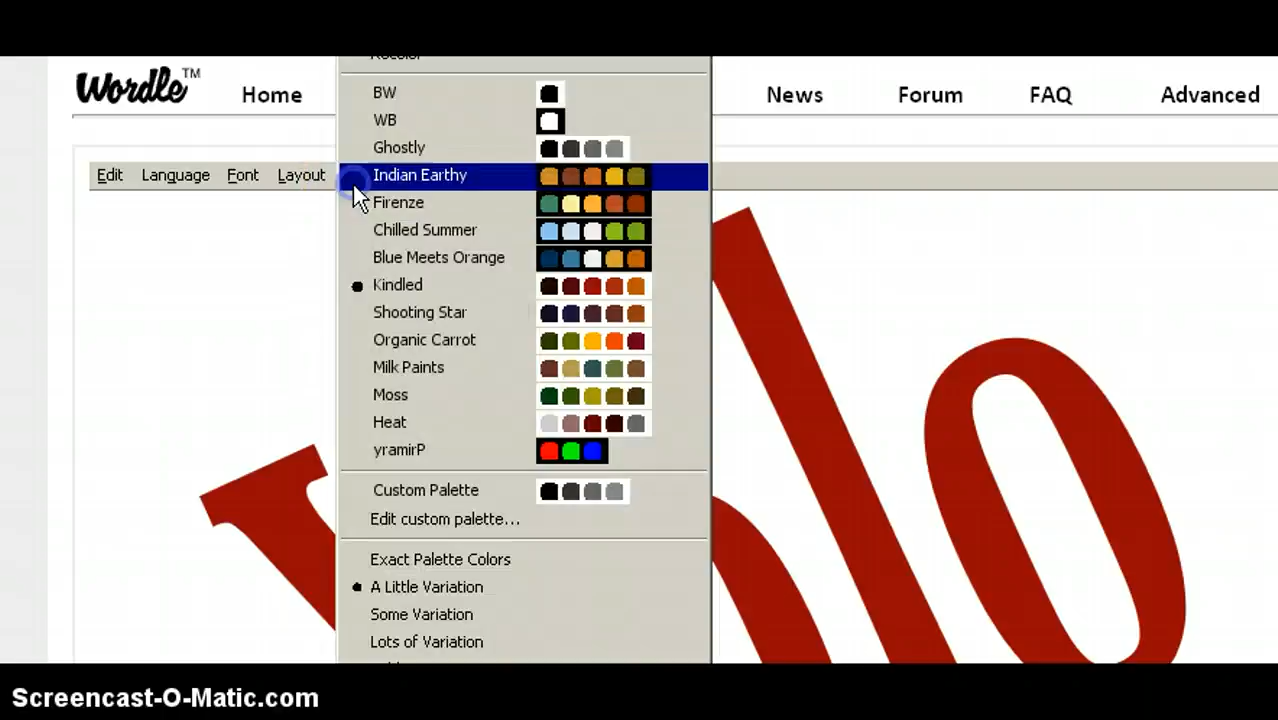 Wordle™
Home
News
Forum
FAQ
Advanced
Recolor
BW
WB
Ghostly
Edit
Language
Font
Layout
Indian Earthy
Firenze
Chilled Summer
Blue Meets Orange
Kindled
Shooting Star
Organic Carrot
Milk Paints
Moss
Heat
yramirP
Custom Palette
Edit custom palette...
Exact Palette Colors
A Little Variation
Some Variation
Lots of Variation
Screencast-O-Matic.com